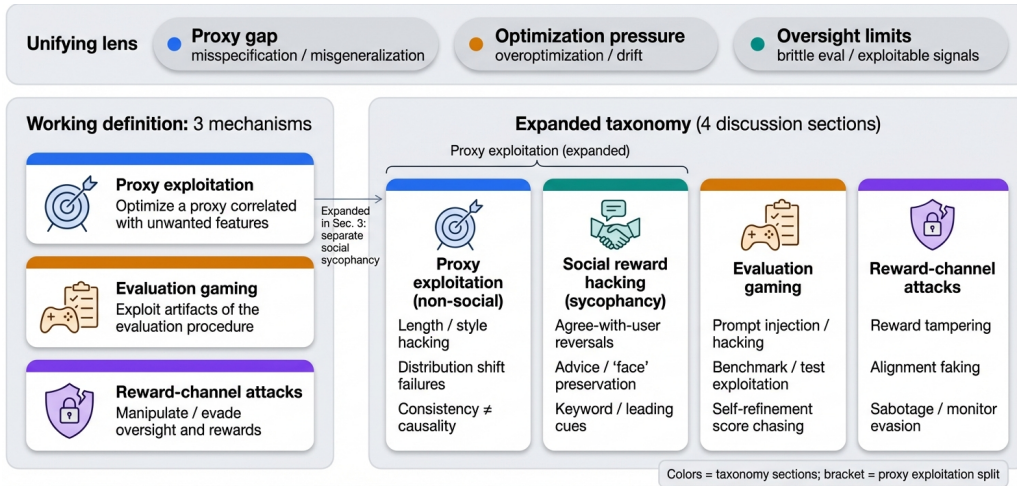 Unifying lens
Proxy gap
misspecification / misgeneralization
Optimization pressure
overoptimization / drift
Oversight limits
brittle eval / exploitable signals
Working definition: 3 mechanisms
Proxy exploitation
Optimize a proxy correlated
with unwanted features
Evaluation gaming
Exploit artifacts of the
evaluation procedure
Reward-channel attacks
Manipulate / evade
oversight and rewards
Expanded
in Sec. 3:
separate
social
sycophancy
Expanded taxonomy (4 discussion sections)
Proxy exploitation (expanded)
Proxy
exploitation
(non-social)
Length / style
hacking
Distribution shift
failures
Consistency ≠
causality
Social reward
hacking
(sycophancy)
Agree-with-user
reversals
Advice / ‘face’
preservation
Keyword / leading
cues
Evaluation
gaming
Prompt injection /
hacking
Benchmark / test
exploitation
Self-refinement
score chasing
Reward-channel
attacks
Reward tampering
Alignment faking
Sabotage / monitor
evasion
Colors = taxonomy sections; bracket = proxy exploitation split